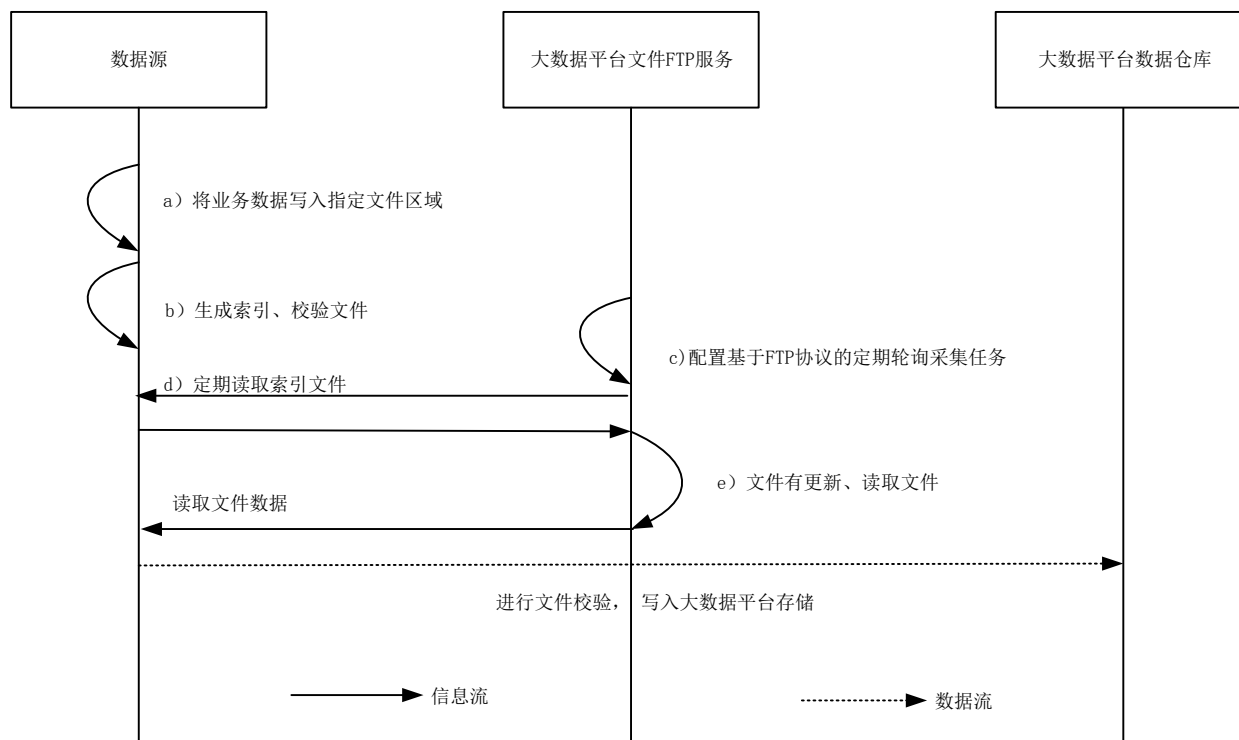 数据源
大数据平台文件FTP服务
大数据平台数据仓库
a）将业务数据写入指定文件区域
b）生成索引、校验文件
c)配置基于FTP协议的定期轮询采集任务
d）定期读取索引文件
e）文件有更新、读取文件
读取文件数据
进行文件校验， 写入大数据平台存储
信息流
数据流